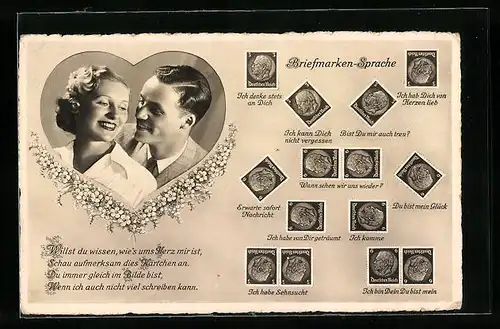 Briefmarken-Sprache
Deutsches Reich
Deutsches Reich
Ich denke stets
an Dich
Ich hab Dich von
Herzen lieb
Ich kann Dich
nicht vergessen
Bist Du mir auch treu?
Wann sehen wir uns wieder?
Erwarte sofort
Nachricht
Du bist mein Glück
Ich habe von Dir geträumt
Ich komme
Ich habe Sehnsucht
Ich bin Dein Du bist mein
Willst du wissen, wie's ums Herz mir ist,
Schau aufmerksam dies Kärtchen an.
Du immer gleich im Bilde bist,
Wenn ich auch nicht viel schreiben kann.